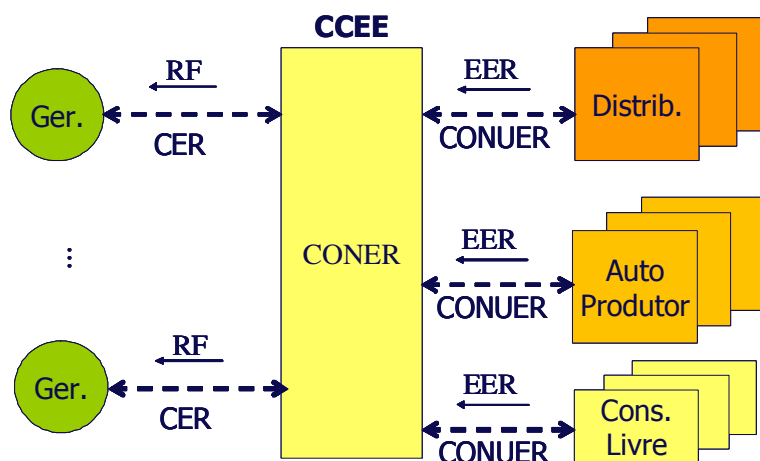 CCEE
RF
Ger.
CER
⋮
RF
Ger.
CER
CONER
EER
CONUER
Distrib.
EER
CONUER
Auto
Produtor
EER
CONUER
Cons.
Livre